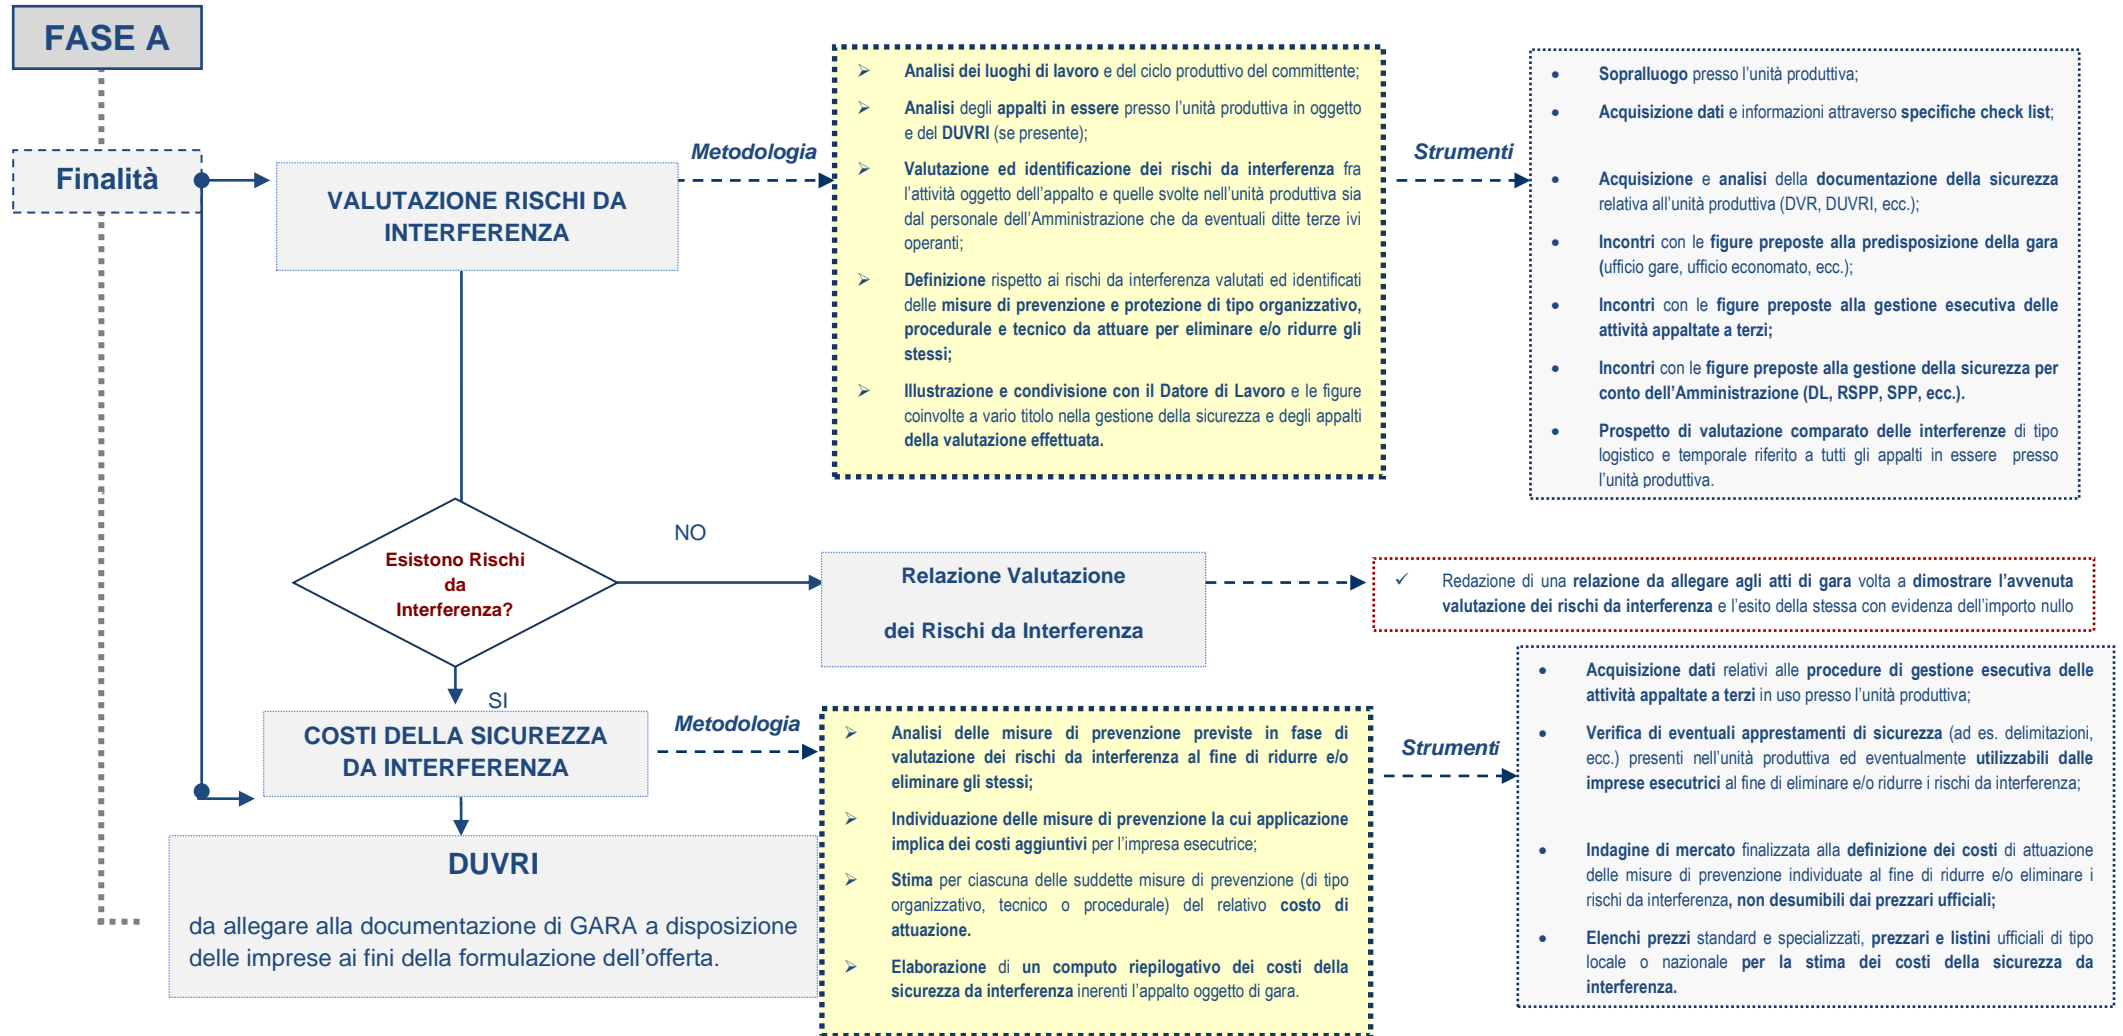 FASE A
Finalità
VALUTAZIONE RISCHI DA
INTERFERENZA
Metodologia
➢ Analisi dei luoghi di lavoro e del ciclo produttivo del committente;
➢ Analisi degli appalti in essere presso l'unità produttiva in oggetto
e del DUVRI (se presente);
➢ Valutazione ed identificazione dei rischi da interferenza fra
l'attività oggetto dell'appalto e quelle svolte nell'unità produttiva sia
dal personale dell'Amministrazione che da eventuali ditte terze ivi
operanti;
➢ Definizione rispetto ai rischi da interferenza valutati ed identificati
delle misure di prevenzione e protezione di tipo organizzativo,
procedurale e tecnico da attuare per eliminare e/o ridurre gli
stessi;
➢ Illustrazione e condivisione con il Datore di Lavoro e le figure
coinvolte a vario titolo nella gestione della sicurezza e degli appalti
della valutazione effettuata.
Strumenti
• Sopralluogo presso l'unità produttiva;
• Acquisizione dati e informazioni attraverso specifiche check list;
• Acquisizione e analisi della documentazione della sicurezza
relativa all'unità produttiva (DVR, DUVRI, ecc.);
• Incontri con le figure preposte alla predisposizione della gara
(ufficio gare, ufficio economato, ecc.);
• Incontri con le figure preposte alla gestione esecutiva delle
attività appaltate a terzi;
• Incontri con le figure preposte alla gestione della sicurezza per
conto dell'Amministrazione (DL, RSPP, SPP, ecc.).
• Prospetto di valutazione comparato delle interferenze di tipo
logistico e temporale riferito a tutti gli appalti in essere presso
l'unità produttiva.
Esistono Rischi
da
Interferenza?
NO
Relazione Valutazione
dei Rischi da Interferenza
✓ Redazione di una relazione da allegare agli atti di gara volta a dimostrare l'avvenuta
valutazione dei rischi da interferenza e l'esito della stessa con evidenza dell'importo nullo
SI
COSTI DELLA SICUREZZA
DA INTERFERENZA
Metodologia
➢ Analisi delle misure di prevenzione previste in fase di
valutazione dei rischi da interferenza al fine di ridurre e/o
eliminare gli stessi;
➢ Individuazione delle misure di prevenzione la cui applicazione
implica dei costi aggiuntivi per l'impresa esecutrice;
➢ Stima per ciascuna delle suddette misure di prevenzione (di tipo
organizzativo, tecnico o procedurale) del relativo costo di
attuazione.
➢ Elaborazione di un computo riepilogativo dei costi della
sicurezza da interferenza inerenti l'appalto oggetto di gara.
Strumenti
• Acquisizione dati relativi alle procedure di gestione esecutiva delle
attività appaltate a terzi in uso presso l'unità produttiva;
• Verifica di eventuali apprestamenti di sicurezza (ad es. delimitazioni,
ecc.) presenti nell'unità produttiva ed eventualmente utilizzabili dalle
imprese esecutrici al fine di eliminare e/o ridurre i rischi da interferenza;
• Indagine di mercato finalizzata alla definizione dei costi di attuazione
delle misure di prevenzione individuate al fine di ridurre e/o eliminare i
rischi da interferenza, non desumibili dai prezzari ufficiali;
• Elenchi prezzi standard e specializzati, prezzari e listini ufficiali di tipo
locale o nazionale per la stima dei costi della sicurezza da
interferenza.
DUVRI
da allegare alla documentazione di GARA a disposizione
delle imprese ai fini della formulazione dell'offerta.